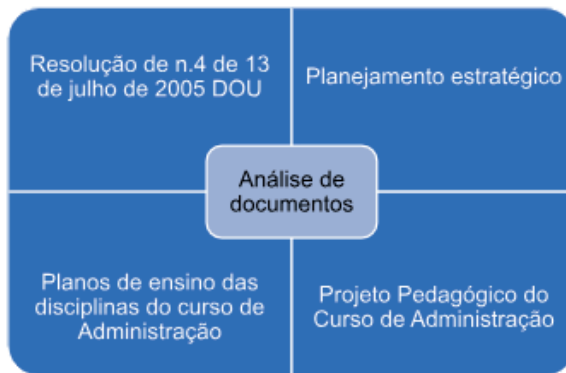 Resolução de n.4 de 13
de julho de 2005 DOU
Planejamento estratégico
Análise de
documentos
Planos de ensino das
disciplinas do curso de
Administração
Projeto Pedagógico do
Curso de Administração